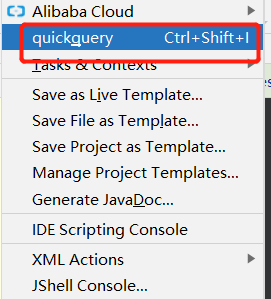 Alibaba Cloud
quickquery Ctrl+Shift+I
Tasks & Contexts
Save as Live Template...
Save File as Template...
Save Project as Template...
Manage Project Templates...
Generate JavaDoc...
IDE Scripting Console
XML Actions
JShell Console...